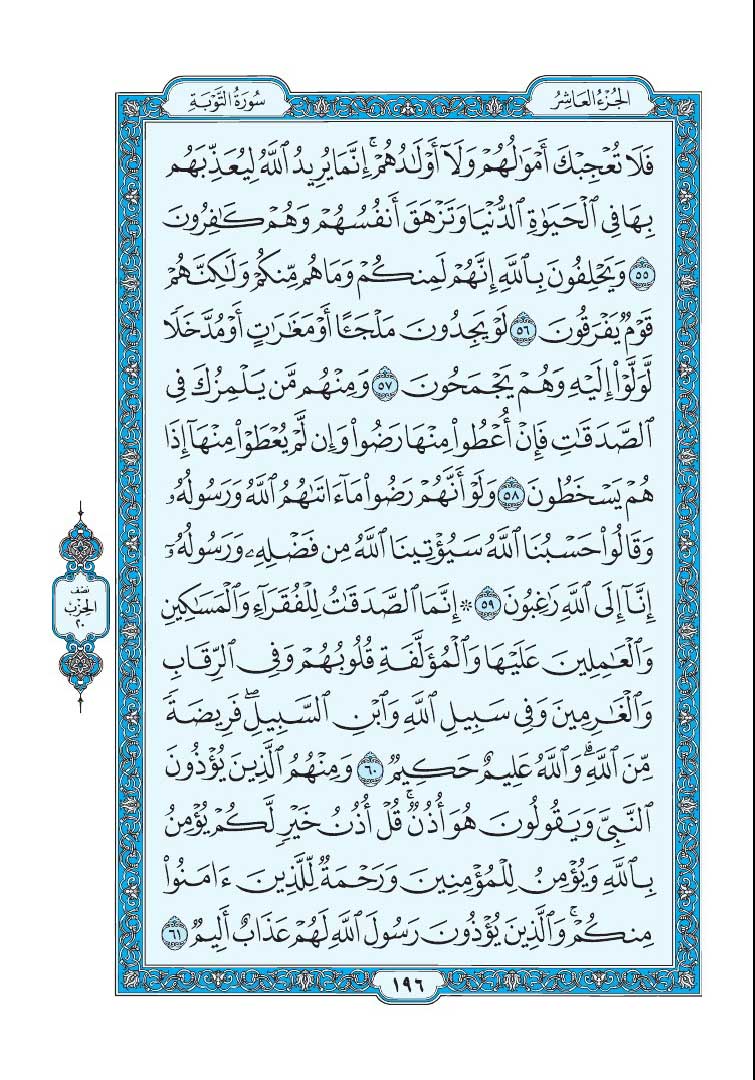 الجُزْءُ العَاشِرُ
سُورَةُ التَّوْبَةِ
فَلَا تُعْجِبْكَ أَمْوَٰلُهُمْ وَلَآ أَوْلَٰدُهُمْ ۚ إِنَّمَا يُرِيدُ ٱللَّهُ لِيُعَذِّبَهُم
بِهَا فِى ٱلْحَيَوٰةِ ٱلدُّنْيَا وَتَزْهَقَ أَنفُسُهُمْ وَهُمْ كَٰفِرُونَ
٥٥ وَيَحْلِفُونَ بِٱللَّهِ إِنَّهُمْ لَمِنكُمْ وَمَا هُم مِّنكُمْ وَلَٰكِنَّهُمْ
قَوْمٌ يَفْرَقُونَ ٥٦ لَوْ يَجِدُونَ مَلْجَـًٔا أَوْ مَغَٰرَٰتٍ أَوْ مُدَّخَلًا
لَّوَلَّوْا۟ إِلَيْهِ وَهُمْ يَجْمَحُونَ ٥٧ وَمِنْهُم مَّن يَلْمِزُكَ فِى
ٱلصَّدَقَٰتِ فَإِنْ أُعْطُوا۟ مِنْهَا رَضُوا۟ وَإِن لَّمْ يُعْطَوْا۟ مِنْهَآ إِذَا
هُمْ يَسْخَطُونَ ٥٨ وَلَوْ أَنَّهُمْ رَضُوا۟ مَآ ءَاتَىٰهُمُ ٱللَّهُ وَرَسُولُهُۥ
وَقَالُوا۟ حَسْبُنَا ٱللَّهُ سَيُؤْتِينَا ٱللَّهُ مِن فَضْلِهِۦ وَرَسُولُهُۥٓ
إِنَّآ إِلَى ٱللَّهِ رَٰغِبُونَ ٥٩ ۞ إِنَّمَا ٱلصَّدَقَٰتُ لِلْفُقَرَآءِ وَٱلْمَسَٰكِينِ
وَٱلْعَٰمِلِينَ عَلَيْهَا وَٱلْمُؤَلَّفَةِ قُلُوبُهُمْ وَفِى ٱلرِّقَابِ
وَٱلْغَٰرِمِينَ وَفِى سَبِيلِ ٱللَّهِ وَٱبْنِ ٱلسَّبِيلِ ۖ فَرِيضَةً
مِّنَ ٱللَّهِ ۗ وَٱللَّهُ عَلِيمٌ حَكِيمٌ ٦٠ وَمِنْهُمُ ٱلَّذِينَ يُؤْذُونَ
ٱلنَّبِىَّ وَيَقُولُونَ هُوَ أُذُنٌ ۚ قُلْ أُذُنُ خَيْرٍ لَّكُمْ يُؤْمِنُ
بِٱللَّهِ وَيُؤْمِنُ لِلْمُؤْمِنِينَ وَرَحْمَةٌ لِّلَّذِينَ ءَامَنُوا۟
مِنكُمْ ۚ وَٱلَّذِينَ يُؤْذُونَ رَسُولَ ٱللَّهِ لَهُمْ عَذَابٌ أَلِيمٌ ٦١
نصف
الحزب
٢٠
١٩٦